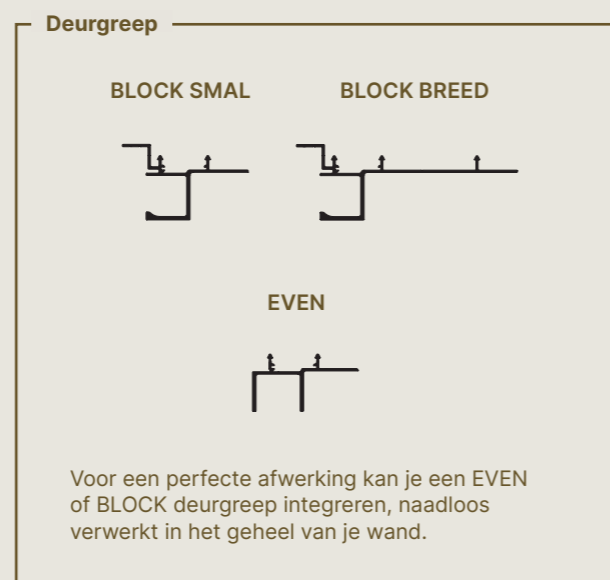 Deurgreep
BLOCK SMAL
BLOCK BREED
EVEN
Voor een perfecte afwerking kan je een EVEN
of BLOCK deurgreep integreren, naadloos
verwerkt in het geheel van je wand.